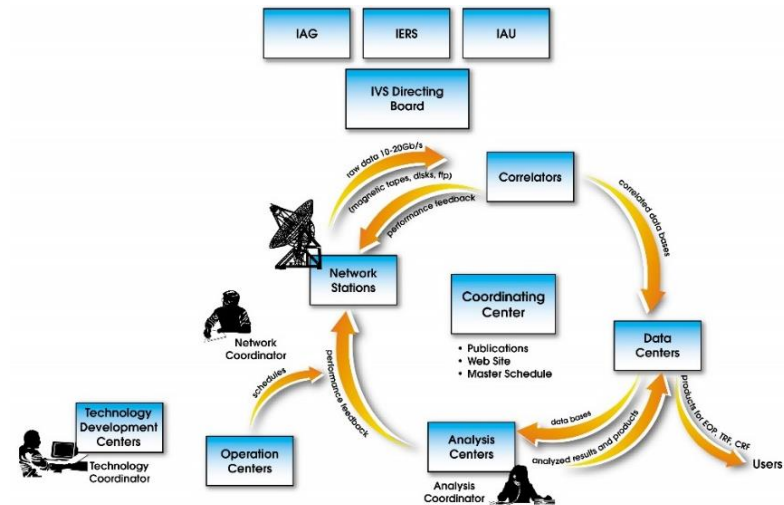 IAG
IERS
IAU
IVS Directing
Board
raw data 10-20Gb/s
(magnetic tapes, disks, ftp)
performance feedback
Correlators
correlated data bases
Network
Stations
Coordinating
Center
• Publications
• Web Site
• Master Schedule
Data
Centers
Network
Coordinator
schedules
performance feedback
data bases
analyzed results and products
products for EOP, TRF, CRF
Users
Technology
Development
Centers
Technology
Coordinator
Operation
Centers
Analysis
Centers
Analysis
Coordinator